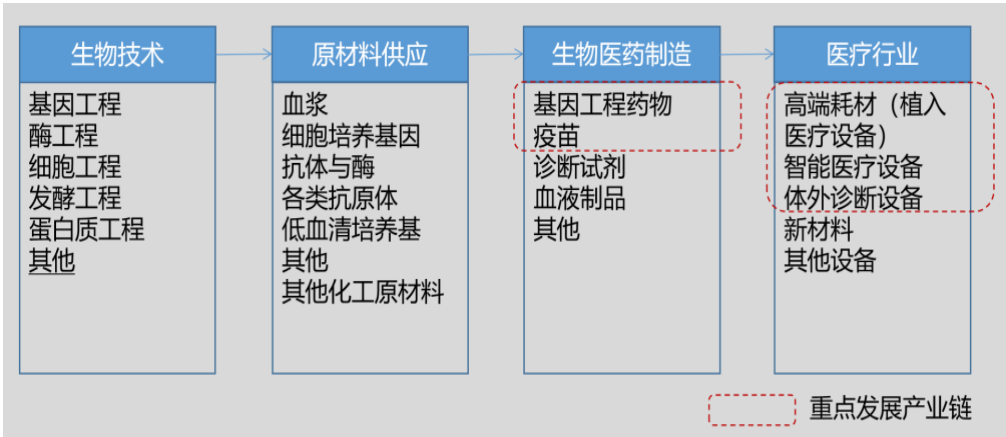 生物技术
基因工程
酶工程
细胞工程
发酵工程
蛋白质工程
其他
原材料供应
血浆
细胞培养基因
抗体与酶
各类抗原体
低血清培养基
其他
其他化工原材料
生物医药制造
基因工程药物
疫苗
诊断试剂
血液制品
其他
医疗行业
高端耗材（植入
医疗设备）
智能医疗设备
体外诊断设备
新材料
其他设备
重点发展产业链